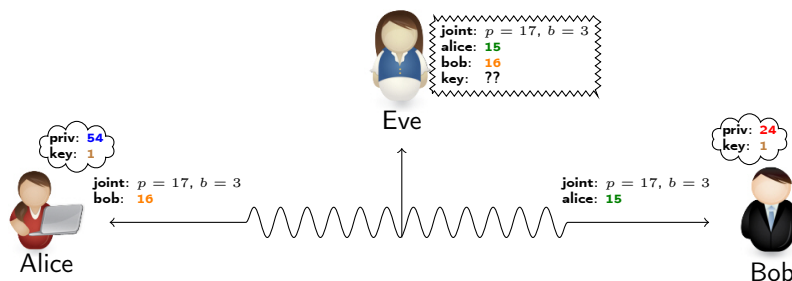 joint: p = 17, b = 3
alice: 15
bob: 16
key: ??
Eve
priv: 54
key: 1
priv: 24
key: 1
joint: p = 17, b = 3
bob: 16
joint: p = 17, b = 3
alice: 15
Alice
Bob